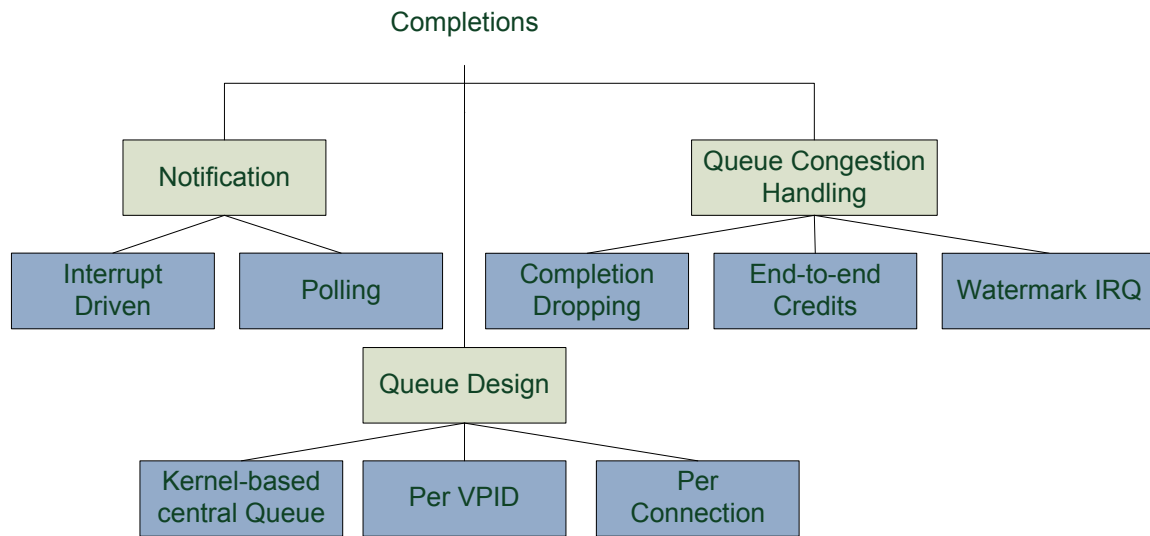 Completions
Notification
Queue Congestion
Handling
Interrupt
Driven
Polling
Completion
Dropping
End-to-end
Credits
Watermark IRQ
Queue Design
Kernel-based
central Queue
Per VPID
Per
Connection